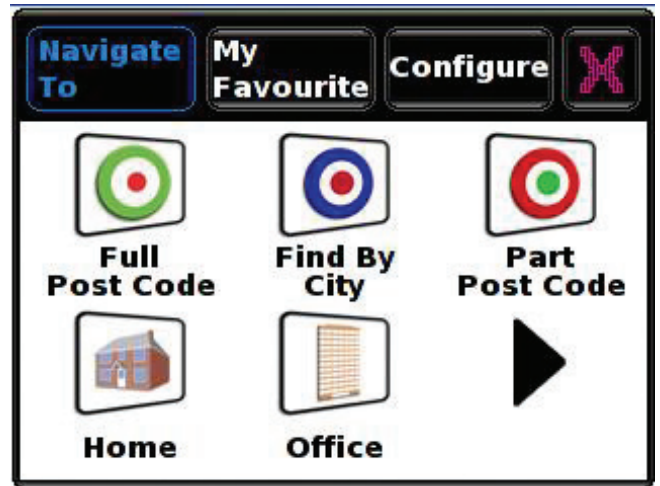 Navigate
To
My
Favourite
Configure
X
Full
Post Code
Find By
City
Part
Post Code
Home
Office